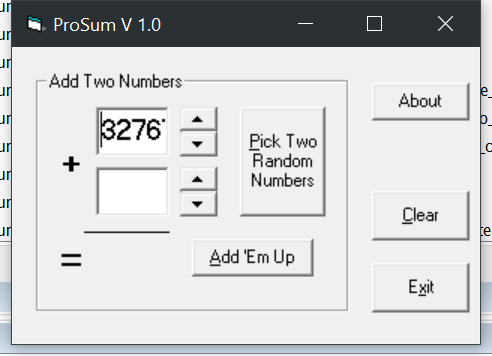 ProSum V 1.0
Add Two Numbers
3276
+
=
Pick Two
Random
Numbers
Add 'Em Up
About
Clear
Exit